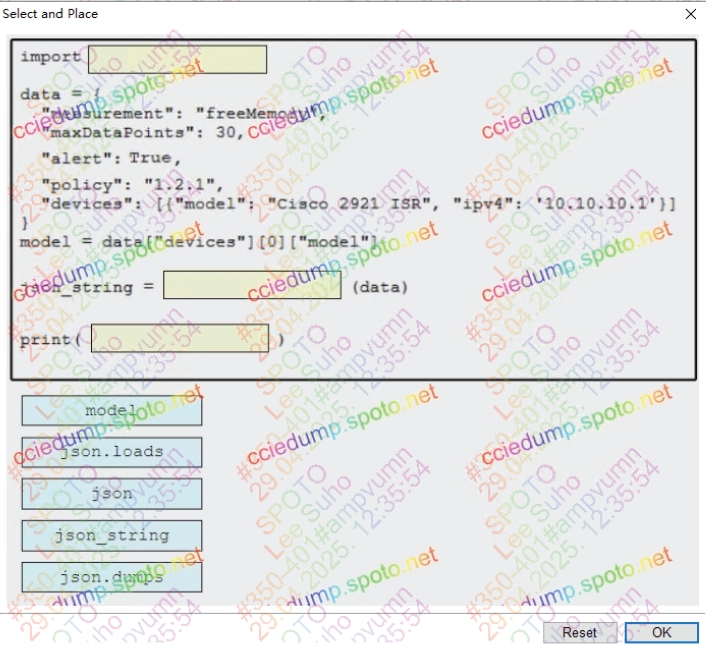 Select and Place
import
data = {
"measurement": "freeMemory",
"maxDataPoints": 30,
"alert": True,
"policy": "1.2.1",
"devices": [{"model": "Cisco 2921 ISR", "ipv4": '10.10.10.1'}]
}
model = data["devices"][0]["model"]
json_string = (data)
print( )
model
json.loads
json
json_string
json.dumps
Reset
OK
cciedump.spoto.net
SPOTO
Lee Suho
#350-401#ampvumn
29.04.2025. 12:35:54